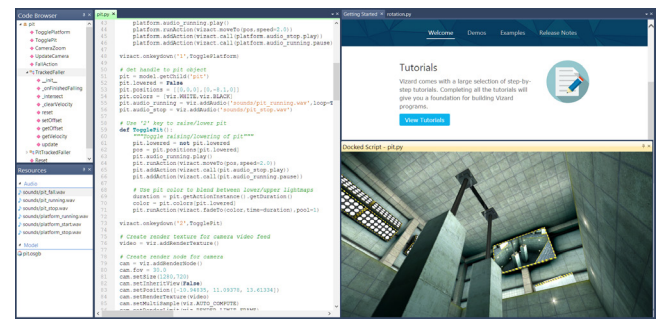 Code Browser
pit
TogglePlatform
TogglePit
CameraZoom
UpdateCamera
FallAction
TrackedFaller
__init__
_onFinishedFalling
_intersect
_clearVelocity
reset
setOffset
getOffset
getVelocity
update
PitTrackedFaller
Reset
Resources
Audio
sounds/pit_fall.wav
sounds/pit_running.wav
sounds/pit_stop.wav
sounds/platform_running.wav
sounds/platform_start.wav
sounds/platform_stop.wav
Model
pit.osgb
pit.py
platform.audio_running.play()
platform.runAction(vizact.moveTo(pos,speed=2.0))
platform.addAction(vizact.call(platform.audio_stop.play))
platform.addAction(vizact.call(platform.audio_running.pause)
vizact.onkeydown('1',TogglePlatform)
# Get handle to pit object
pit = model.getChild('pit')
pit.lowered = False
pit.colors = [viz.WHITE,viz.BLACK]
pit.audio_running = viz.addAudio('sounds/pit_running.wav',loop=
pit.audio_stop = viz.addAudio('sounds/pit_stop.wav')
# Use '2' key to raise/lower pit
def TogglePit():
"""Toggle raising/lowering of pit"""
pit.lowered = not pit.lowered
pos = pit.positions[pit.lowered]
pit.audio_running.play()
pit.runAction(vizact.moveTo(pos,speed=2.0))
pit.addAction(vizact.call(pit.audio_stop.play))
pit.addAction(vizact.call(pit.audio_running.pause))
# Use pit color to blend between lower/upper lightmaps
duration = pit.getActionInstance().getDuration()
color = pit.colors[pit.lowered]
pit.runAction(vizact.fadeTo(color,time=duration),pool=1)
vizact.onkeydown('2',TogglePit)
# Create render texture for camera video feed
video = viz.addRenderTexture()
# Create render node for camera
cam = viz.addRenderNode()
cam.fov = 30.0
cam.setSize(1280,720)
cam.setInheritView(False)
cam.setRenderTexture(video)
cam.setMultiSample(viz.AUTO_COMPUTE)
Getting Started rotation.py
Welcome Demos Examples Release Notes
Tutorials
Vizard comes with a large selection of step-by-
step tutorials. Completing all the tutorials will
give you a foundation for building Vizard
programs.
View Tutorials
Docked Script - pit.py